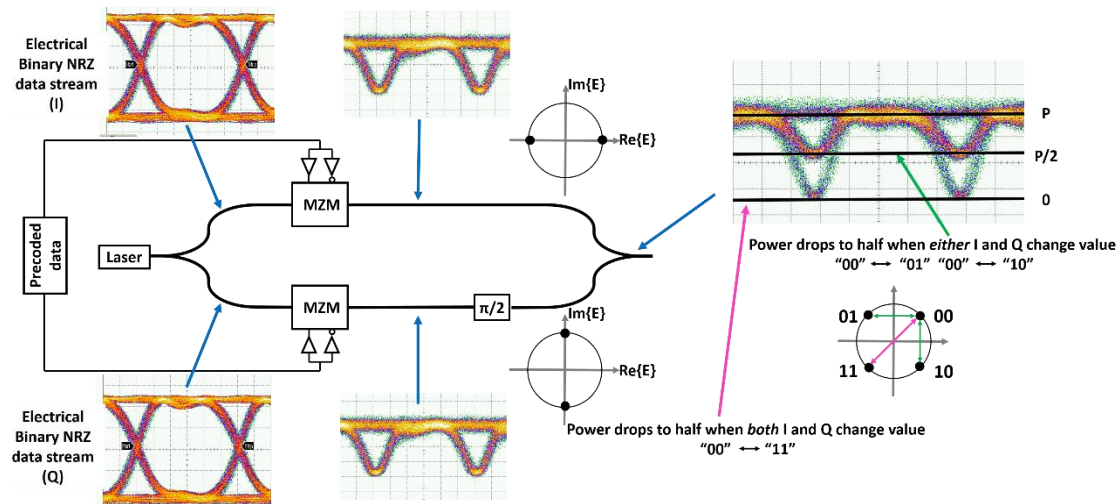 Electrical
Binary NRZ
data stream
(I)
Im{E}
Re{E}
P
P/2
0
MZM
Precoded
data
Laser
Power drops to half when either I and Q change value
"00" ↔ "01" "00" ↔ "10"
MZM
π/2
Im{E}
Re{E}
01
00
11
10
Electrical
Binary NRZ
data stream
(Q)
Power drops to half when both I and Q change value
"00" ↔ "11"